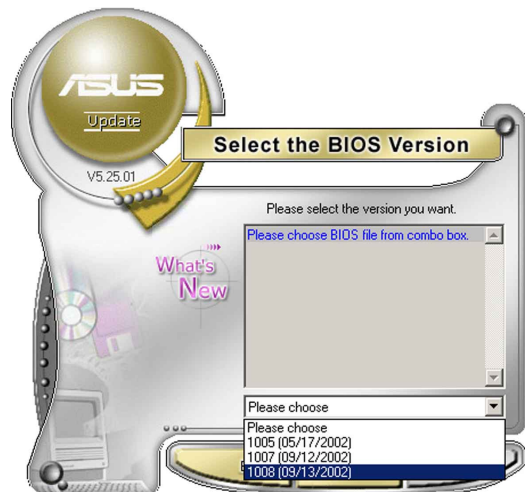 ASUS
Update
V5.25.01
Select the BIOS Version
Please select the version you want.
Please choose BIOS file from combo box.
What's
New
Please choose
Please choose
1005 (05/17/2002)
1007 (09/12/2002)
1008 (09/13/2002)